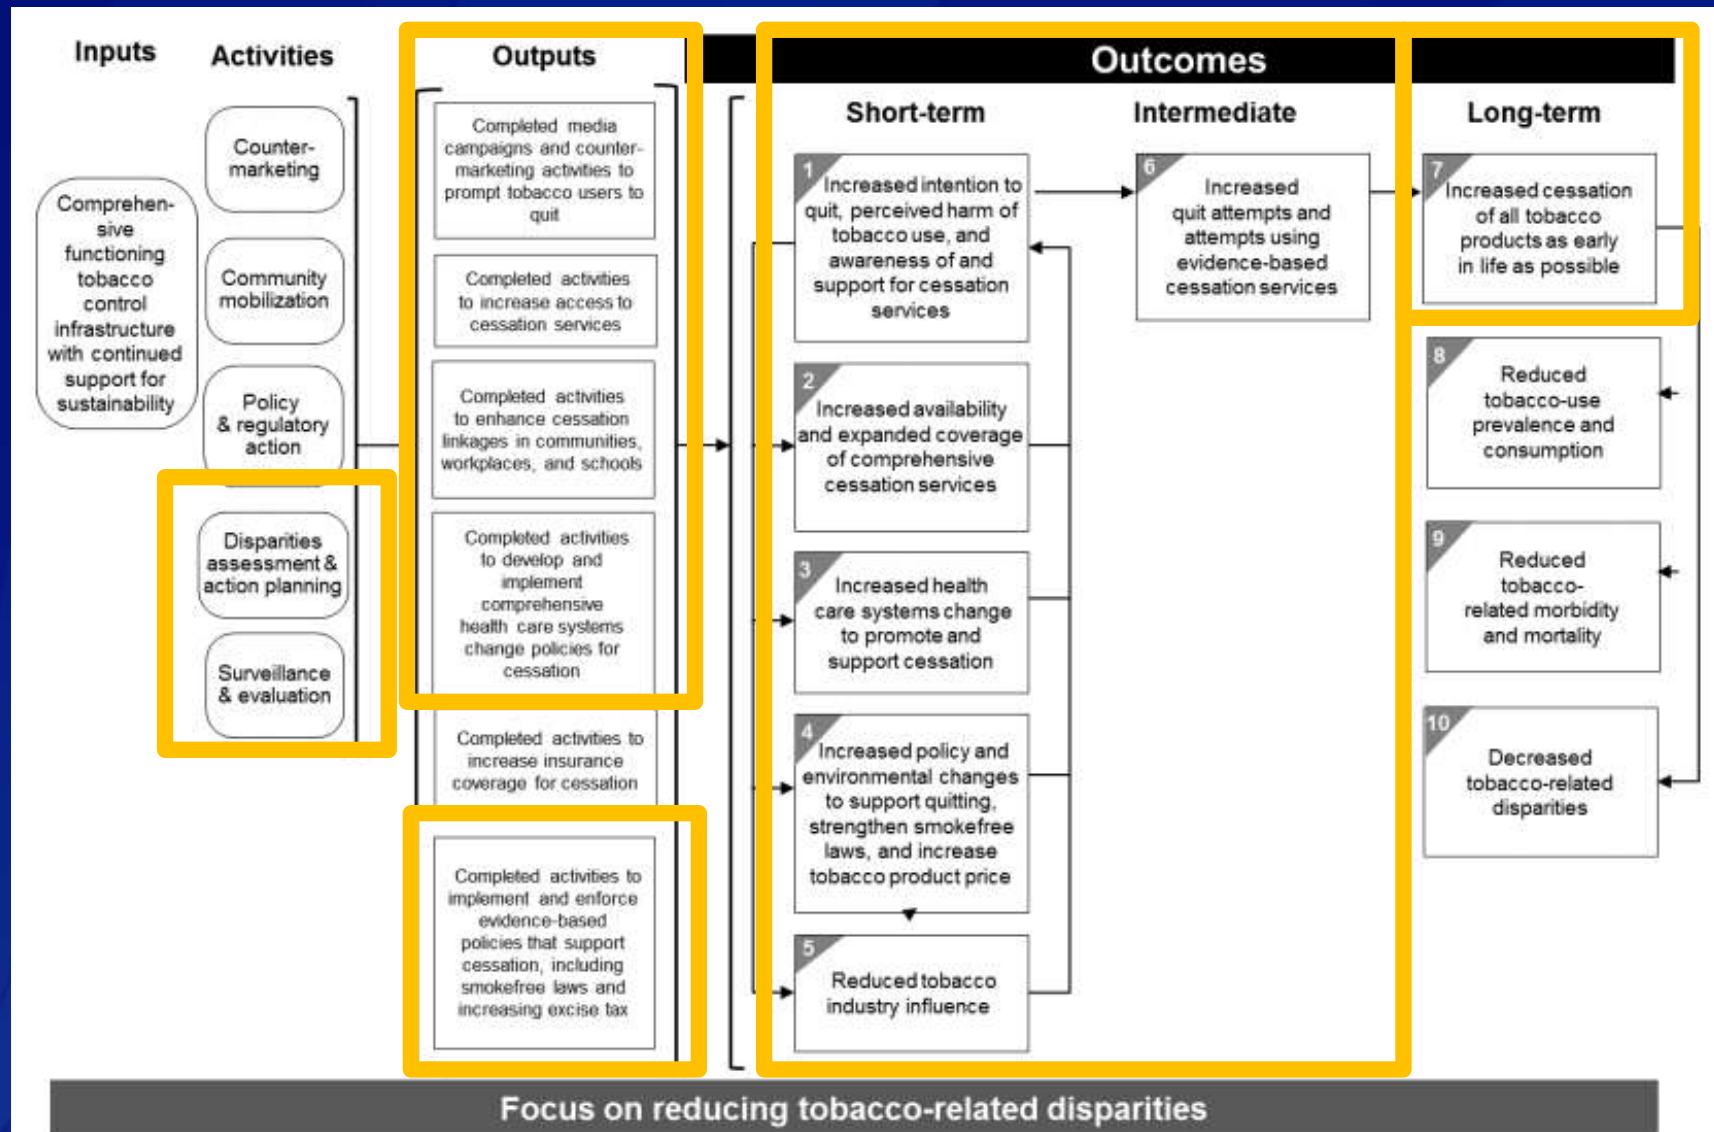 Inputs
Activities
Outputs
Outcomes
Short-term
Intermediate
Long-term
Comprehen-
sive
functioning
tobacco
control
infrastructure
with continued
support for
sustainability
Counter-
marketing
Community
mobilization
Policy
& regulatory
action
Disparities
assessment &
action planning
Surveillance
& evaluation
Completed media
campaigns and counter-
marketing activities to
prompt tobacco users to
quit
Completed activities
to increase access to
cessation services
Completed activities
to enhance cessation
linkages in communities,
workplaces, and schools
Completed activities
to develop and
implement
comprehensive
health care systems
change policies for
cessation
Completed activities to
increase insurance
coverage for cessation
Completed activities to
implement and enforce
evidence-based
policies that support
cessation, including
smokefree laws and
increasing excise tax
1
Increased intention to
quit, perceived harm of
tobacco use, and
awareness of and
support for cessation
services
2
Increased availability
and expanded coverage
of comprehensive
cessation services
3
Increased health
care systems change
to promote and
support cessation
4
Increased policy and
environmental changes
to support quitting,
strengthen smokefree
laws, and increase
tobacco product price
5
Reduced tobacco
industry influence
6
Increased
quit attempts and
attempts using
evidence-based
cessation services
7
Increased cessation
of all tobacco
products as early
in life as possible
8
Reduced
tobacco-use
prevalence and
consumption
9
Reduced
tobacco-
related morbidity
and mortality
10
Decreased
tobacco-related
disparities
Focus on reducing tobacco-related disparities